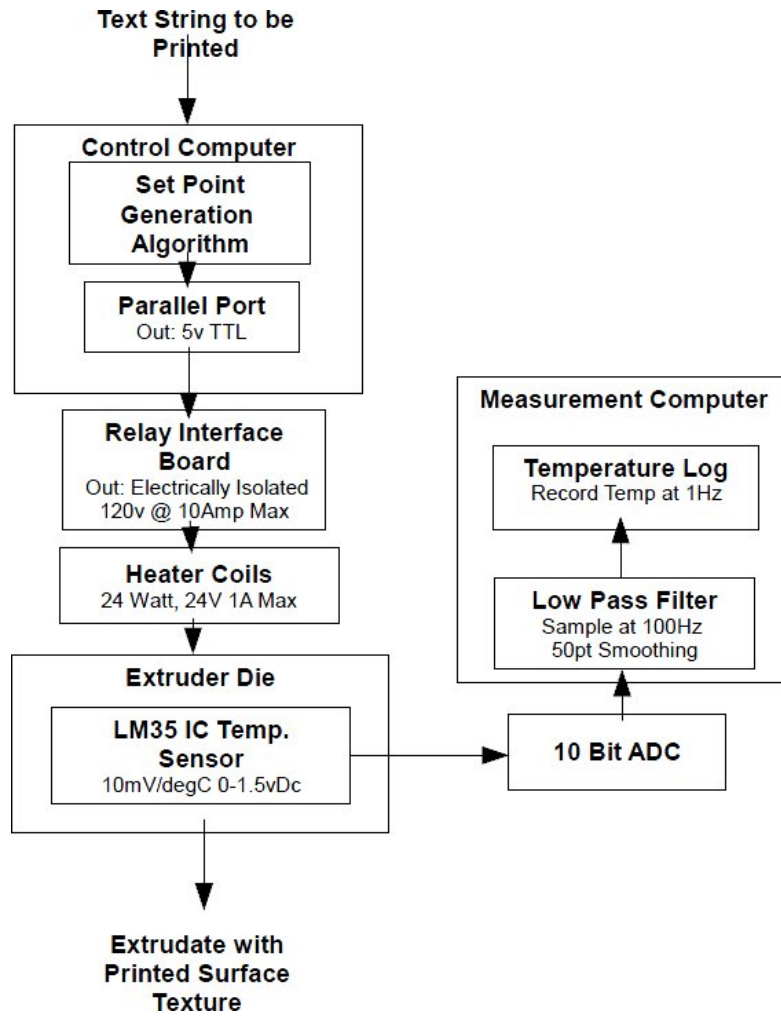 Text String to be
Printed
Control Computer
Set Point
Generation
Algorithm
Parallel Port
Out: 5v TTL
Relay Interface
Board
Out: Electrically Isolated
120v @ 10Amp Max
Heater Coils
24 Watt, 24V 1A Max
Extruder Die
LM35 IC Temp.
Sensor
10mV/degC 0-1.5vDc
Extrudate with
Printed Surface
Texture
Measurement Computer
Temperature Log
Record Temp at 1Hz
Low Pass Filter
Sample at 100Hz
50pt Smoothing
10 Bit ADC